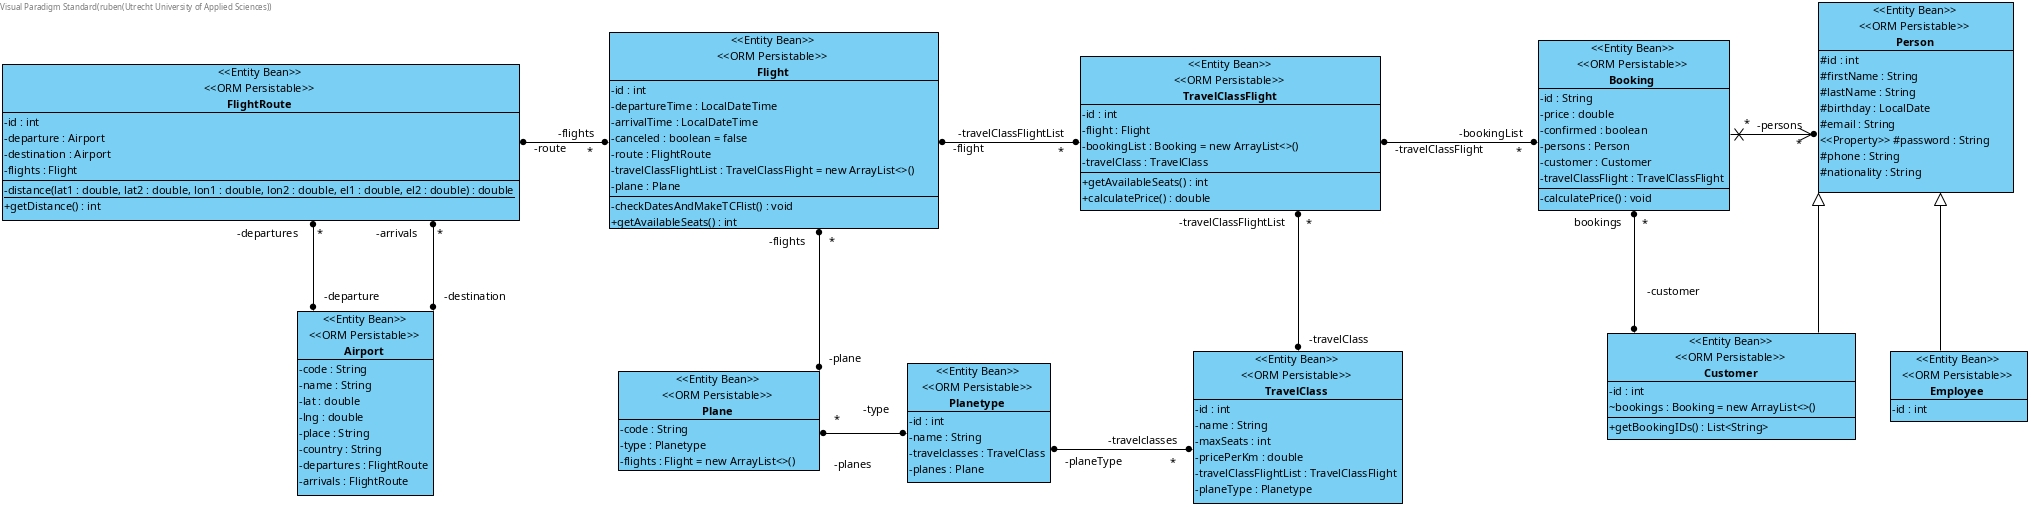 Visual Paradigm Standard(ruben(Utrecht University of Applied Sciences))
<<Entity Bean>>
<<ORM Persistable>>
FlightRoute
-id : int
-departure : Airport
-destination : Airport
-flights : Flight
-distance(lat1 : double, lat2 : double, lon1 : double, lon2 : double, el1 : double, el2 : double) : double
+getDistance() : int
-flights
-route
*
<<Entity Bean>>
<<ORM Persistable>>
Flight
-id : int
-departureTime : LocalDateTime
-arrivalTime : LocalDateTime
-canceled : boolean = false
-route : FlightRoute
-travelClassFlightList : TravelClassFlight = new ArrayList<>()
-plane : Plane
-checkDatesAndMakeTCFlist() : void
+getAvailableSeats() : int
-travelClassFlightList
-flight
*
<<Entity Bean>>
<<ORM Persistable>>
TravelClassFlight
-id : int
-flight : Flight
-bookingList : Booking = new ArrayList<>()
-travelClass : TravelClass
+getAvailableSeats() : int
+calculatePrice() : double
-bookingList
-travelClassFlight
*
<<Entity Bean>>
<<ORM Persistable>>
Booking
-id : String
-price : double
-confirmed : boolean
-persons : Person
-customer : Customer
-travelClassFlight : TravelClassFlight
-calculatePrice() : void
*
-persons
*
<<Entity Bean>>
<<ORM Persistable>>
Person
#id : int
#firstName : String
#lastName : String
#birthday : LocalDate
#email : String
<<Property>> #password : String
#phone : String
#nationality : String
-departures
*
-arrivals
*
-departure
-destination
<<Entity Bean>>
<<ORM Persistable>>
Airport
-code : String
-name : String
-lat : double
-lng : double
-place : String
-country : String
-departures : FlightRoute
-arrivals : FlightRoute
-flights
*
-plane
<<Entity Bean>>
<<ORM Persistable>>
Plane
-code : String
-type : Planetype
-flights : Flight = new ArrayList<>()
-type
*
-planes
<<Entity Bean>>
<<ORM Persistable>>
Planetype
-id : int
-name : String
-travelclasses : TravelClass
-planes : Plane
-travelclasses
-planeType
*
-travelClassFlightList
*
-travelClass
<<Entity Bean>>
<<ORM Persistable>>
TravelClass
-id : int
-name : String
-maxSeats : int
-pricePerKm : double
-travelClassFlightList : TravelClassFlight
-planeType : Planetype
bookings
*
-customer
<<Entity Bean>>
<<ORM Persistable>>
Customer
-id : int
~bookings : Booking = new ArrayList<>()
+getBookingIDs() : List<String>
<<Entity Bean>>
<<ORM Persistable>>
Employee
-id : int